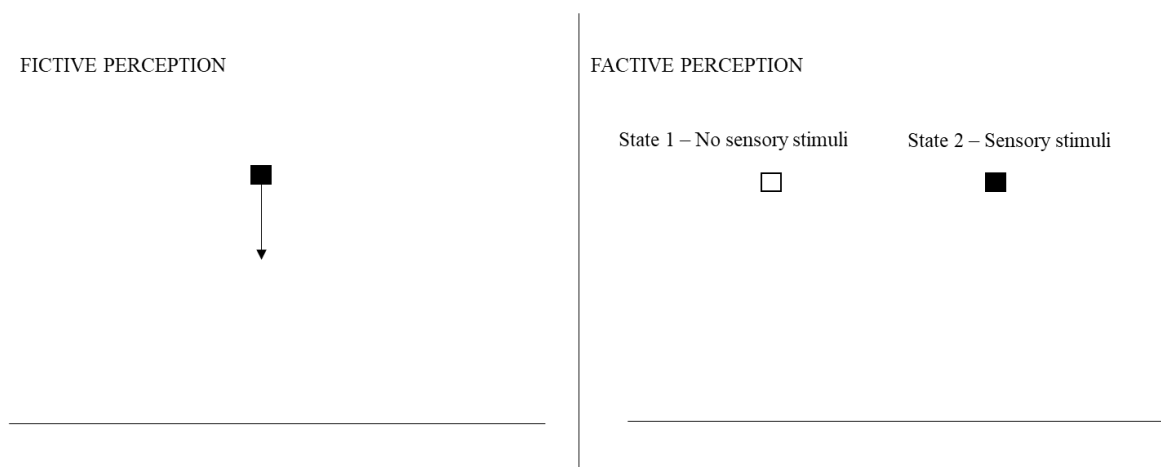 FICTIVE PERCEPTION
FACTIVE PERCEPTION
State 1 – No sensory stimuli
State 2 – Sensory stimuli